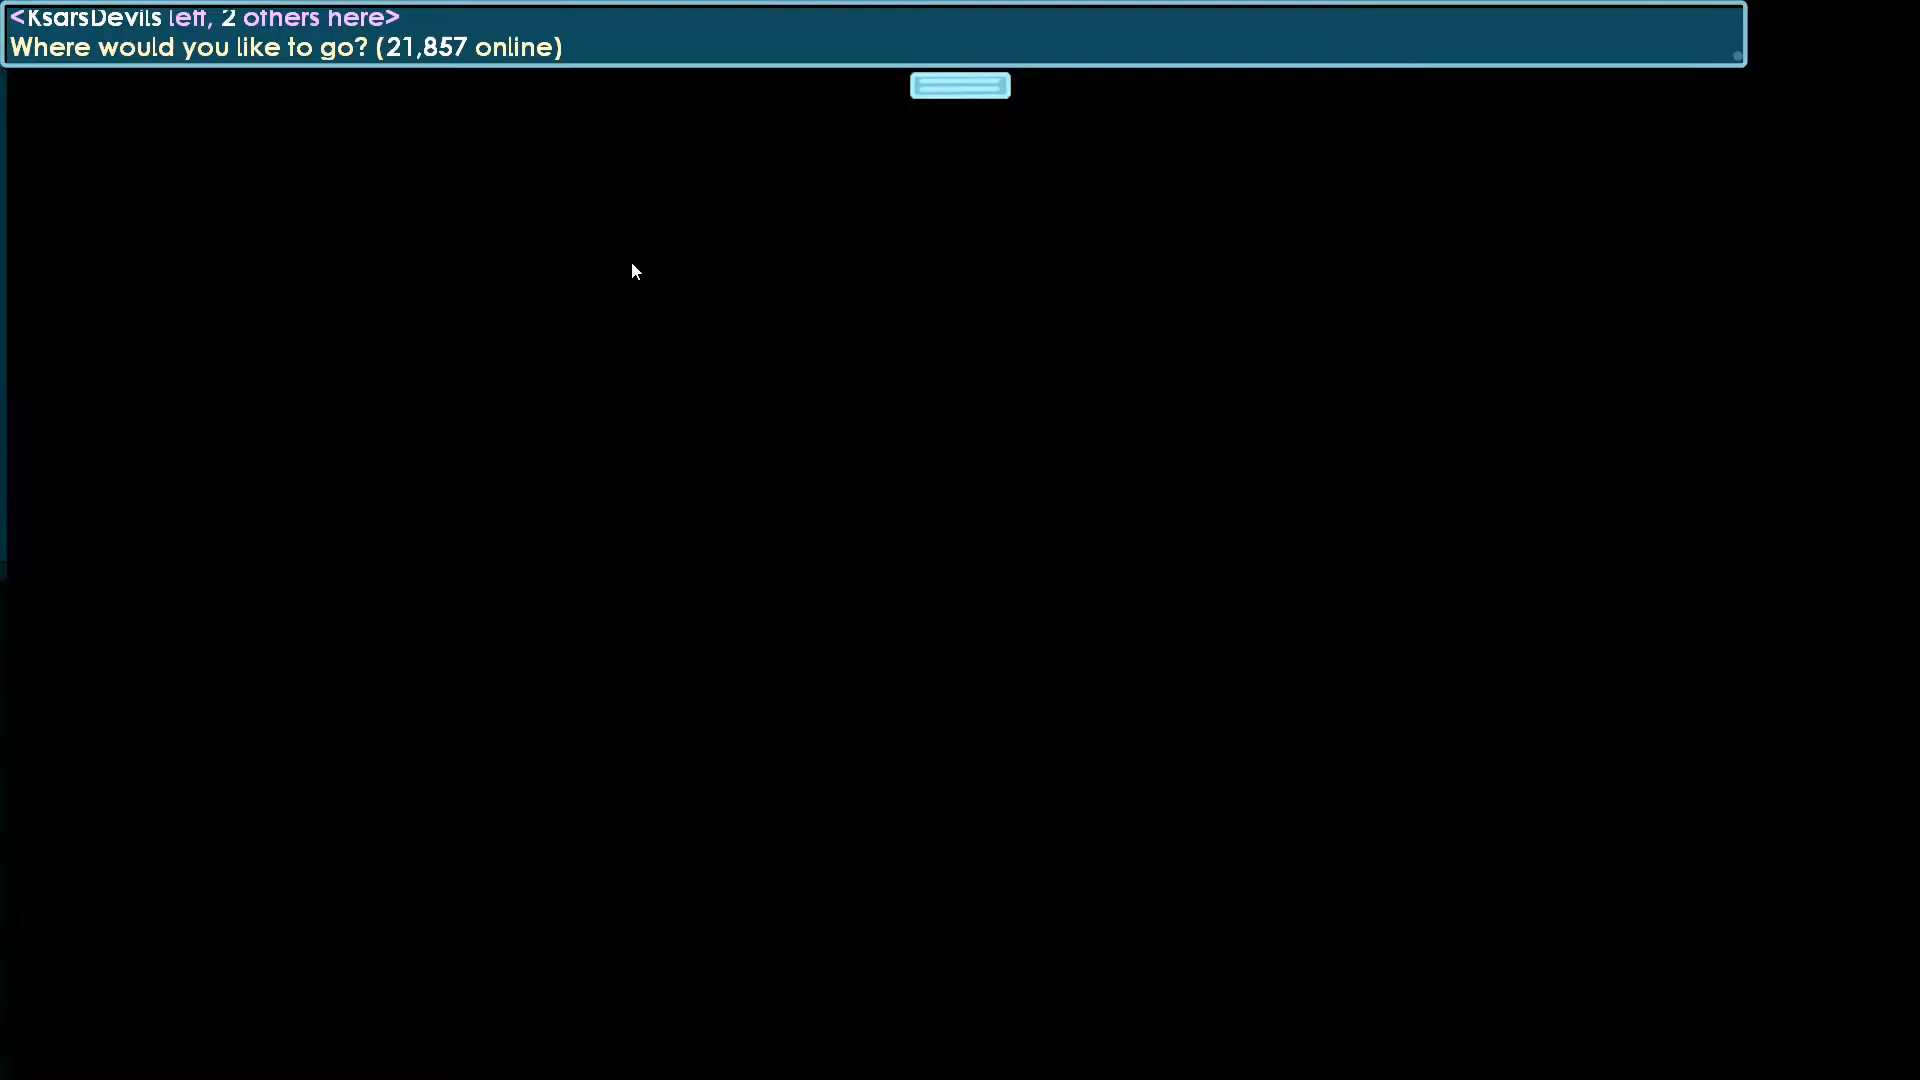 <KsarsDevils left, 2 others here>
Where would you like to go? (21,857 online)